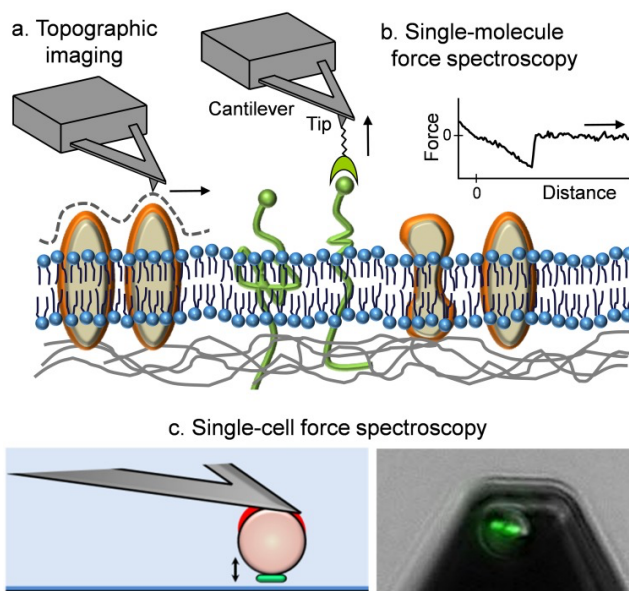 a. Topographic
imaging
b. Single-molecule
force spectroscopy
Cantilever
Tip
Force
0
0
Distance
c. Single-cell force spectroscopy